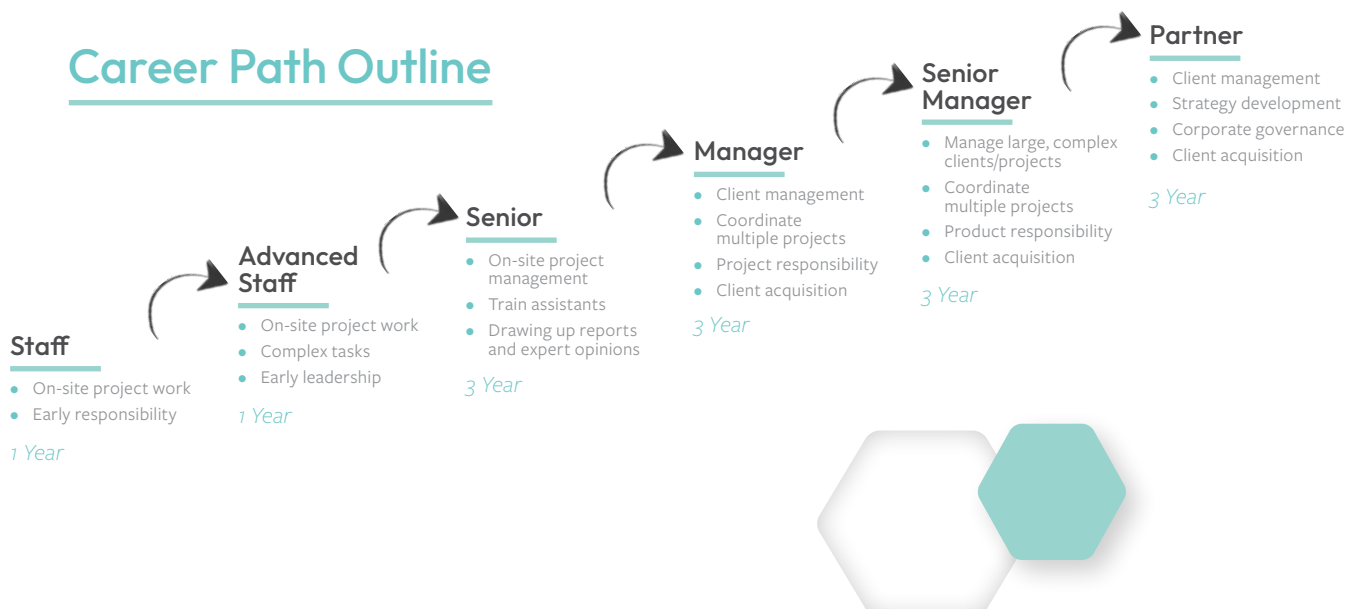 Career Path Outline
Staff
On-site project work
Early responsibility
1 Year
Advanced
Staff
On-site project work
Complex tasks
Early leadership
1 Year
Senior
On-site project
management
Train assistants
Drawing up reports
and expert opinions
3 Year
Manager
Client management
Coordinate
multiple projects
Project responsibility
Client acquisition
3 Year
Senior
Manager
Manage large, complex
clients/projects
Coordinate
multiple projects
Product responsibility
Client acquisition
3 Year
Partner
Client management
Strategy development
Corporate governance
Client acquisition
3 Year